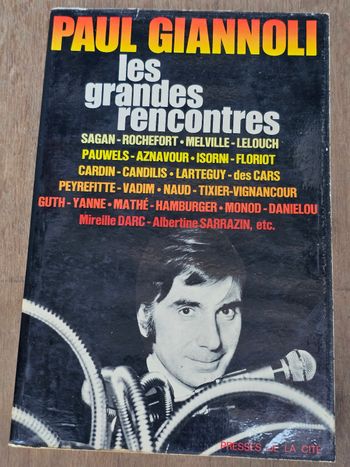 PAUL GIANNOLI
les
grandes
rencontres
SAGAN - ROCHEFORT • MELVILLE - LELOUCH
PAUWELS - AZNAVOUR • ISORNI - FLORIOT
CARDIN - CANDILIS • LARTEGUY - des CARS
PEYREFITTE - VADIM • NAUD - TIXIER-VIGNANCOUR
GUTH - YANNE • MATHÉ - HAMBURGER • MONOD - DANIELOU
Mireille DARC - Albertine SARRAZIN, etc.
PRESSES DE LA CITÉ